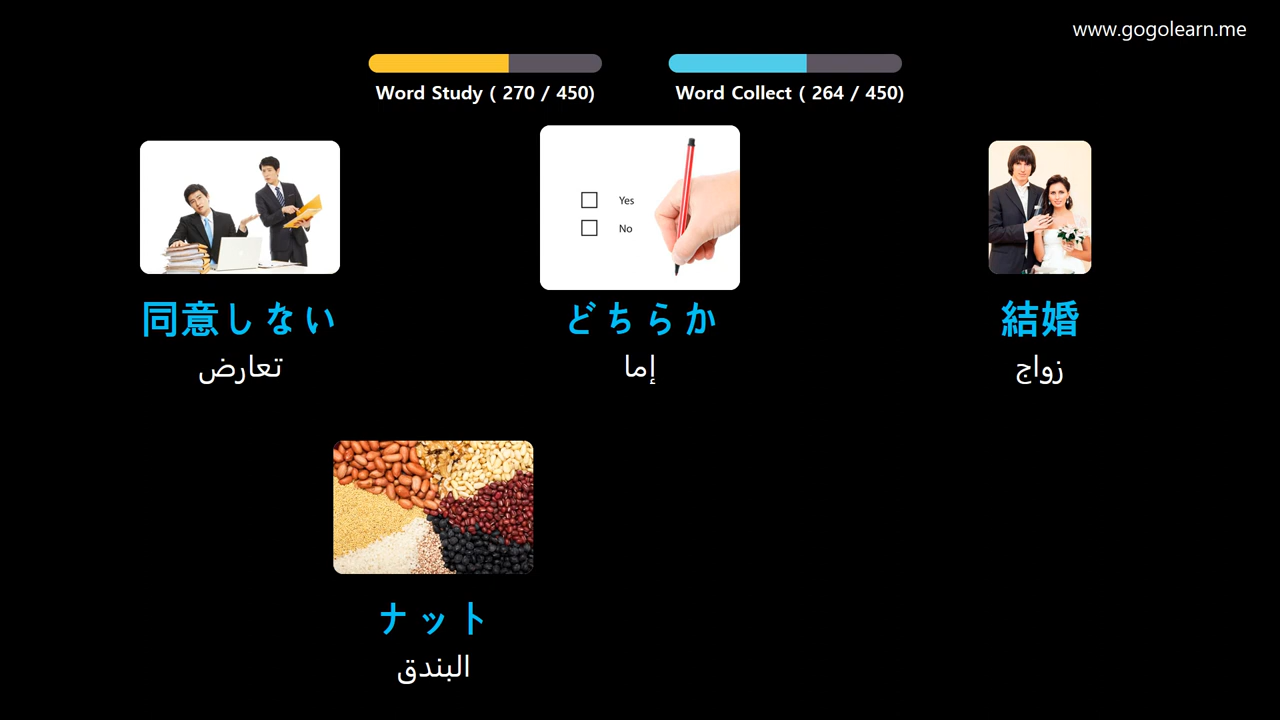 www.gogolearn.me
Word Study ( 270 / 450)
Word Collect ( 264 / 450)
Yes
No
同意しない
どちらか
結婚
تعارض
إما
زواج
ナット
البندق